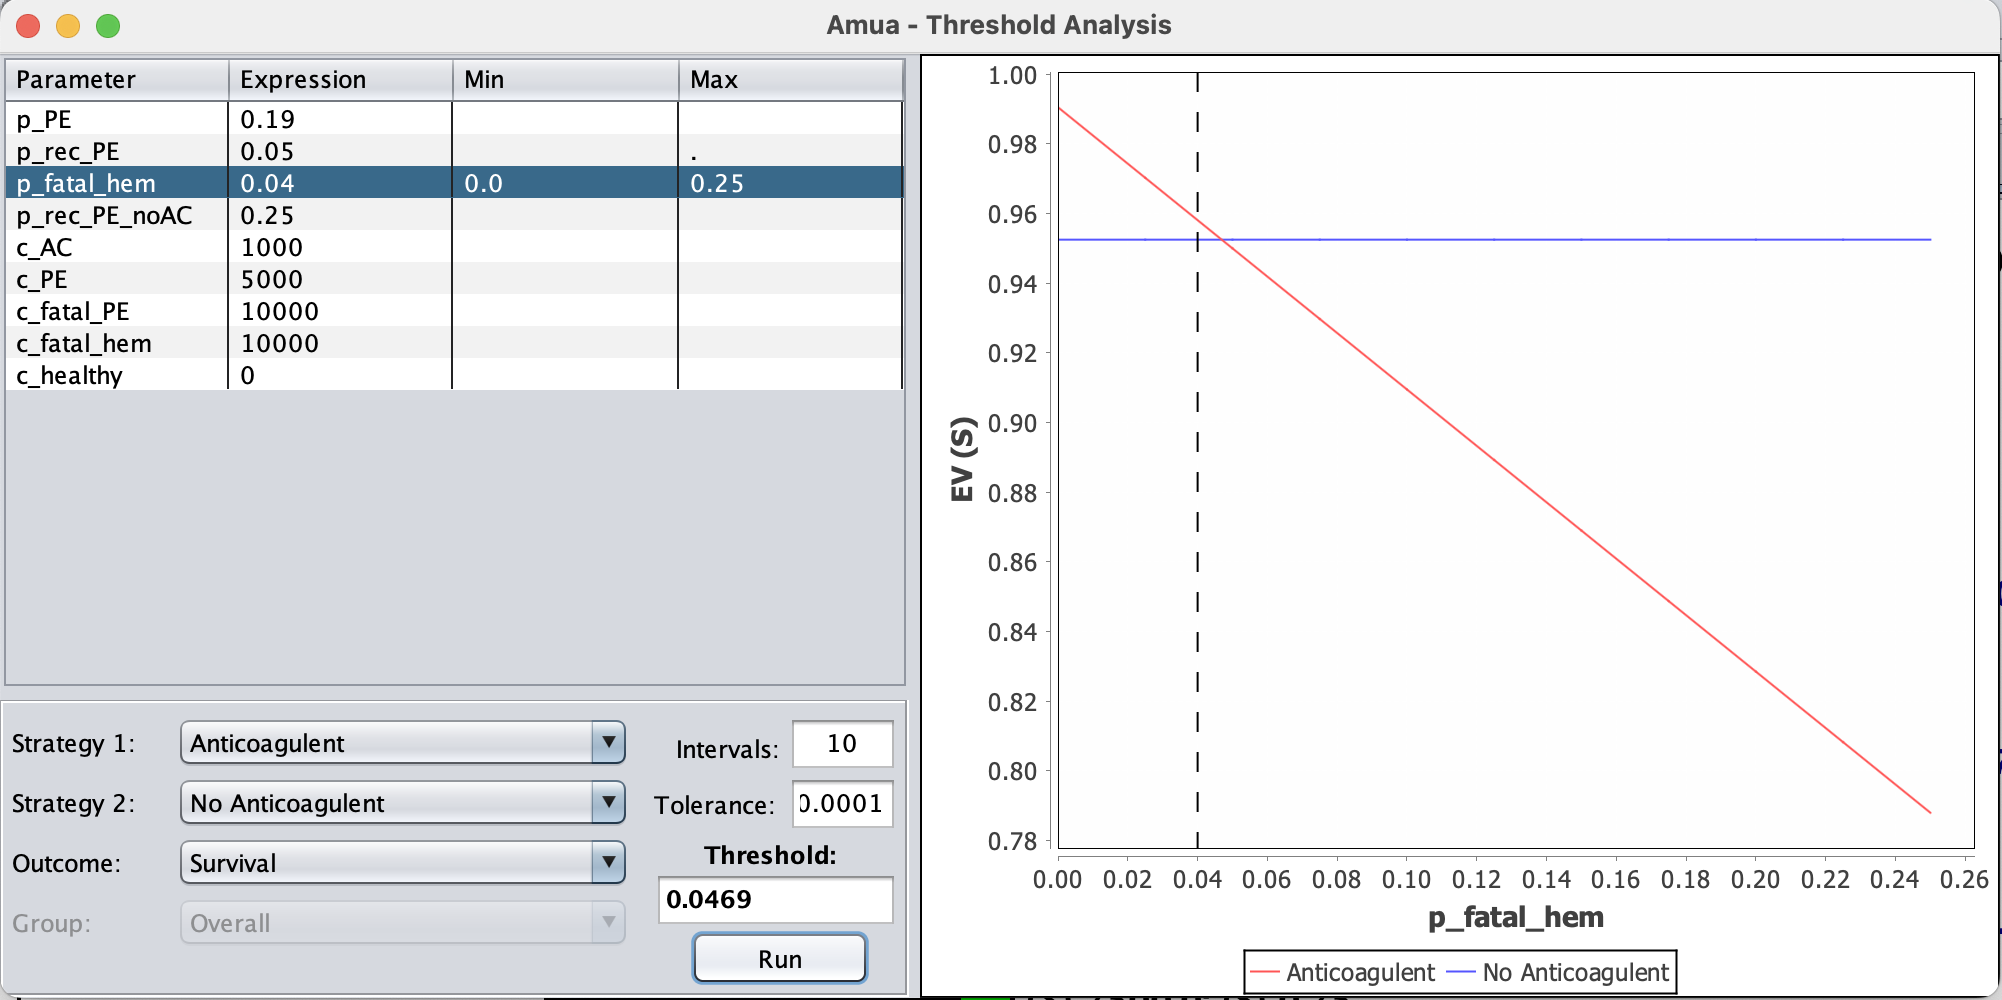 Amua - Threshold Analysis
Parameter Expression Min Max
p_PE 0.19
p_rec_PE 0.05 .
p_fatal_hem 0.04 0.0 0.25
p_rec_PE_noAC 0.25
c_AC 1000
c_PE 5000
c_fatal_PE 10000
c_fatal_hem 10000
c_healthy 0
Strategy 1: Anticoagulent
Intervals: 10
Strategy 2: No Anticoagulent
Tolerance: 0.0001
Outcome: Survival
Threshold:
0.0469
Group: Overall
Run
1.00
0.98
0.96
0.94
0.92
0.90
0.88
0.86
0.84
0.82
0.80
0.78
EV (S)
0.00 0.02 0.04 0.06 0.08 0.10 0.12 0.14 0.16 0.18 0.20 0.22 0.24 0.26
p_fatal_hem
Anticoagulent No Anticoagulent